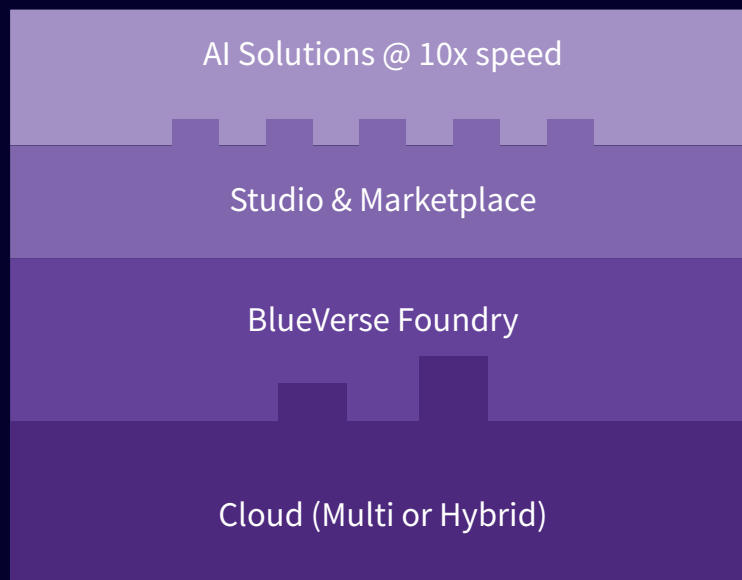 AI Solutions @ 10x speed
Studio & Marketplace
BlueVerse Foundry
Cloud (Multi or Hybrid)